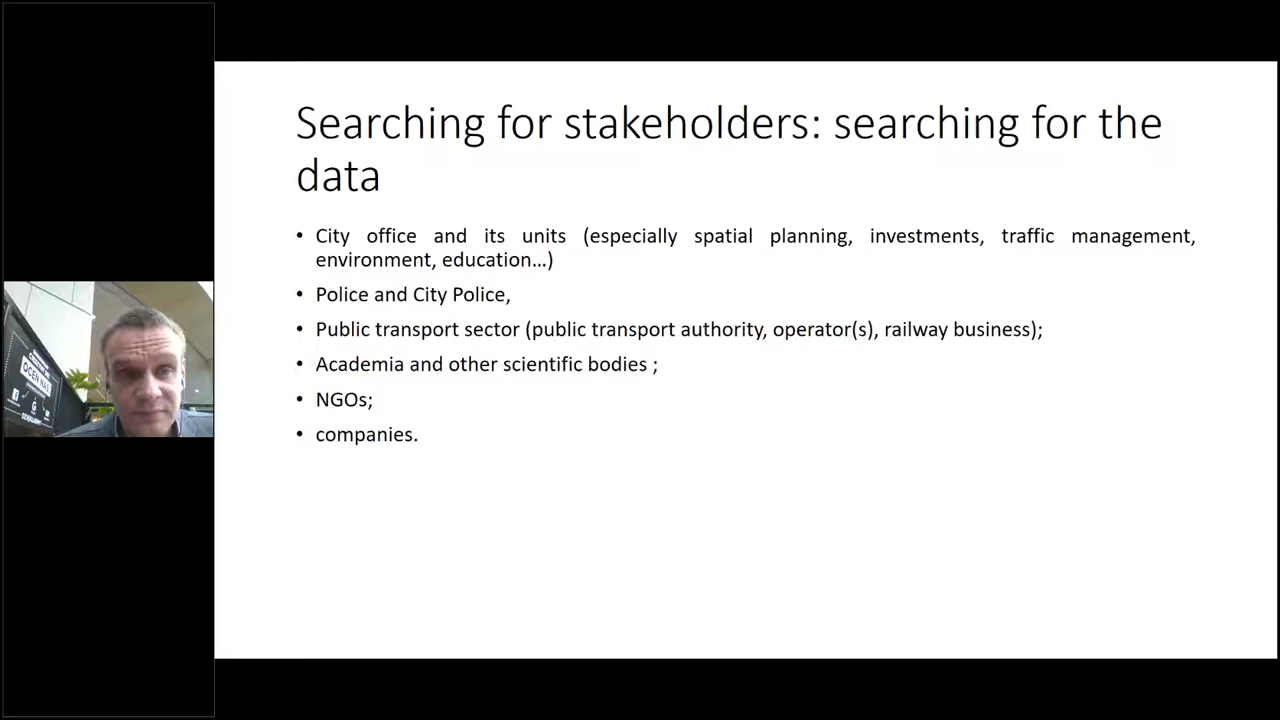 Searching for stakeholders: searching for the
data
• City office and its units (especially spatial planning, investments, traffic management,
environment, education...)
• Police and City Police,
• Public transport sector (public transport authority, operator(s), railway business);
• Academia and other scientific bodies ;
• NGOs;
• companies.
OCEŃ NAS